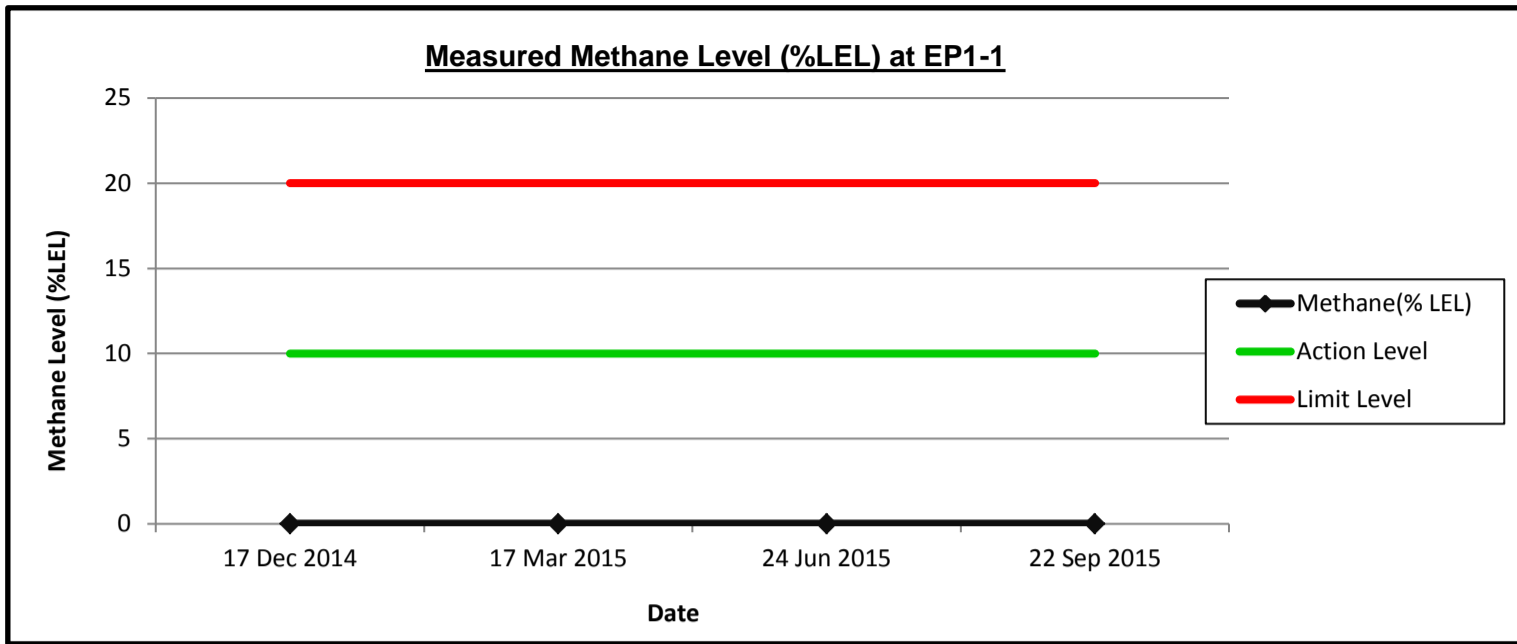 Measured Methane Level (%LEL) at EP1-1
25
20
15
10
5
0
Methane Level (%LEL)
17 Dec 2014
17 Mar 2015
24 Jun 2015
22 Sep 2015
Date
Methane(% LEL)
Action Level
Limit Level